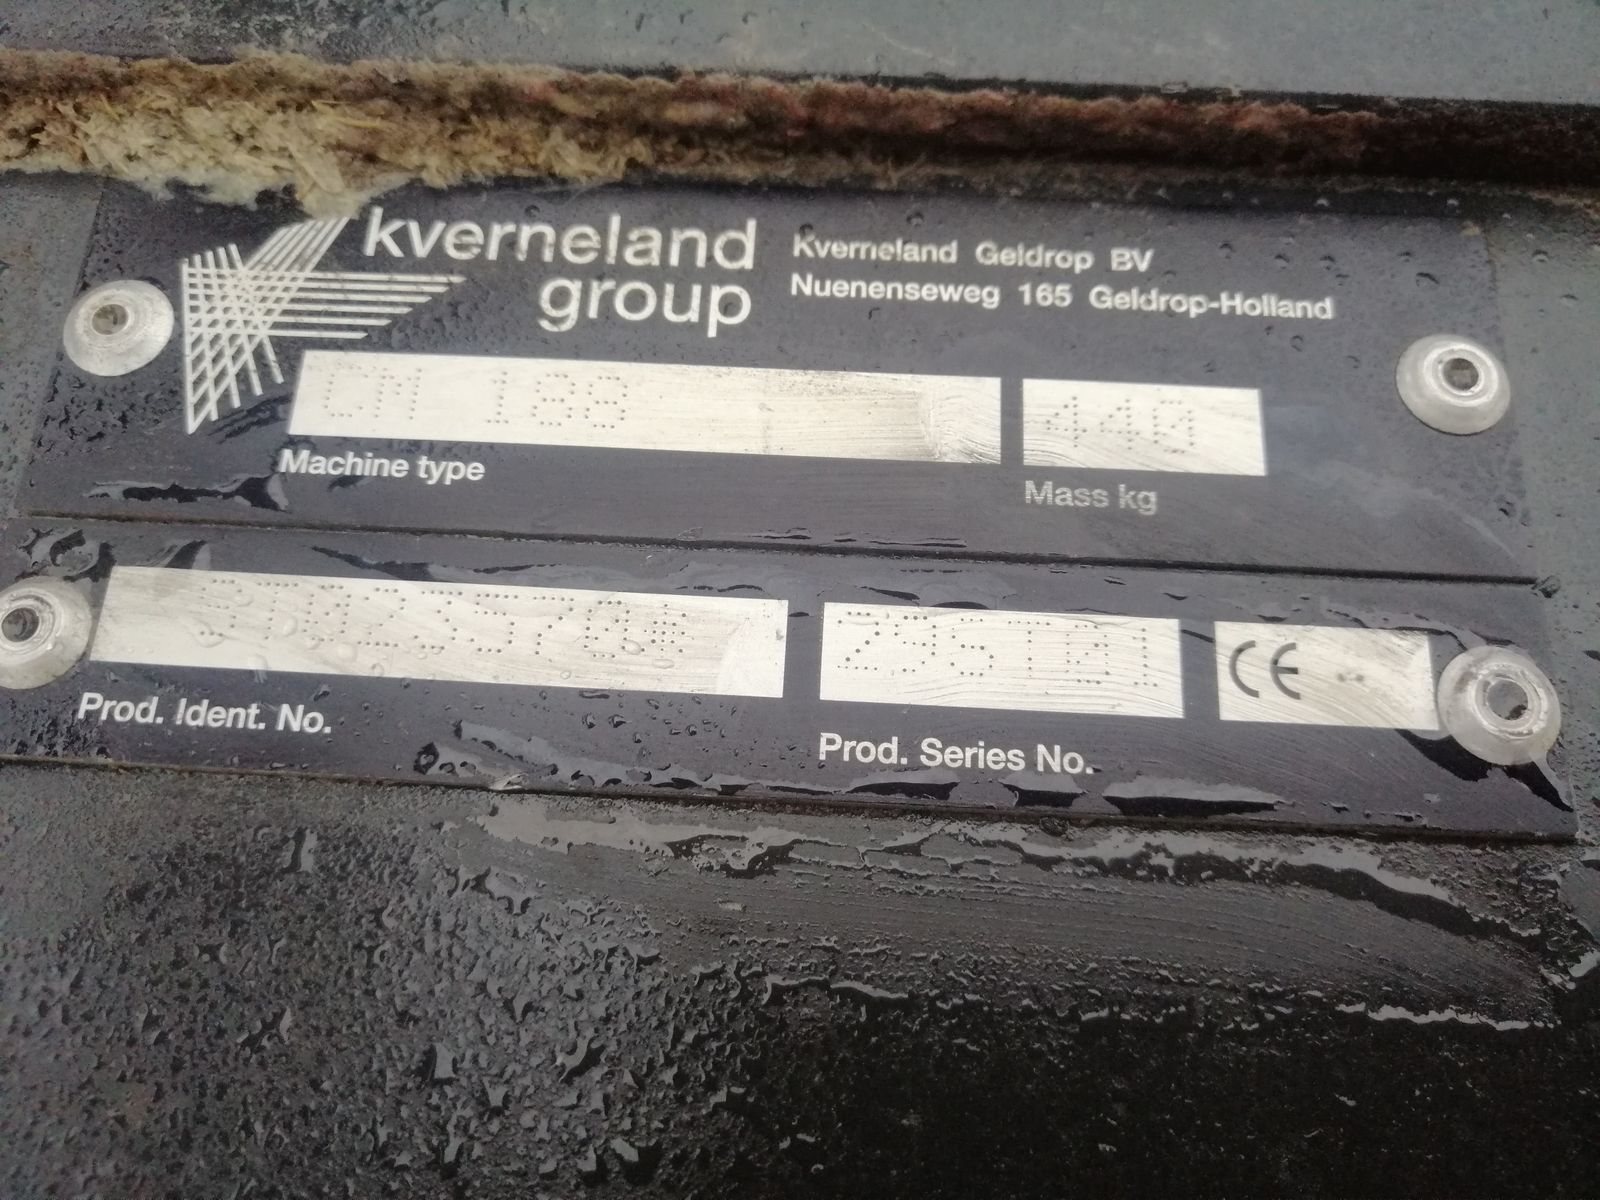 kverneland
group
Kverneland Geldrop BV
Nuenenseweg 165 Geldrop-Holland
CM 188
440
Machine type
Mass kg
29STB1
CE
Prod. Ident. No.
Prod. Series No.